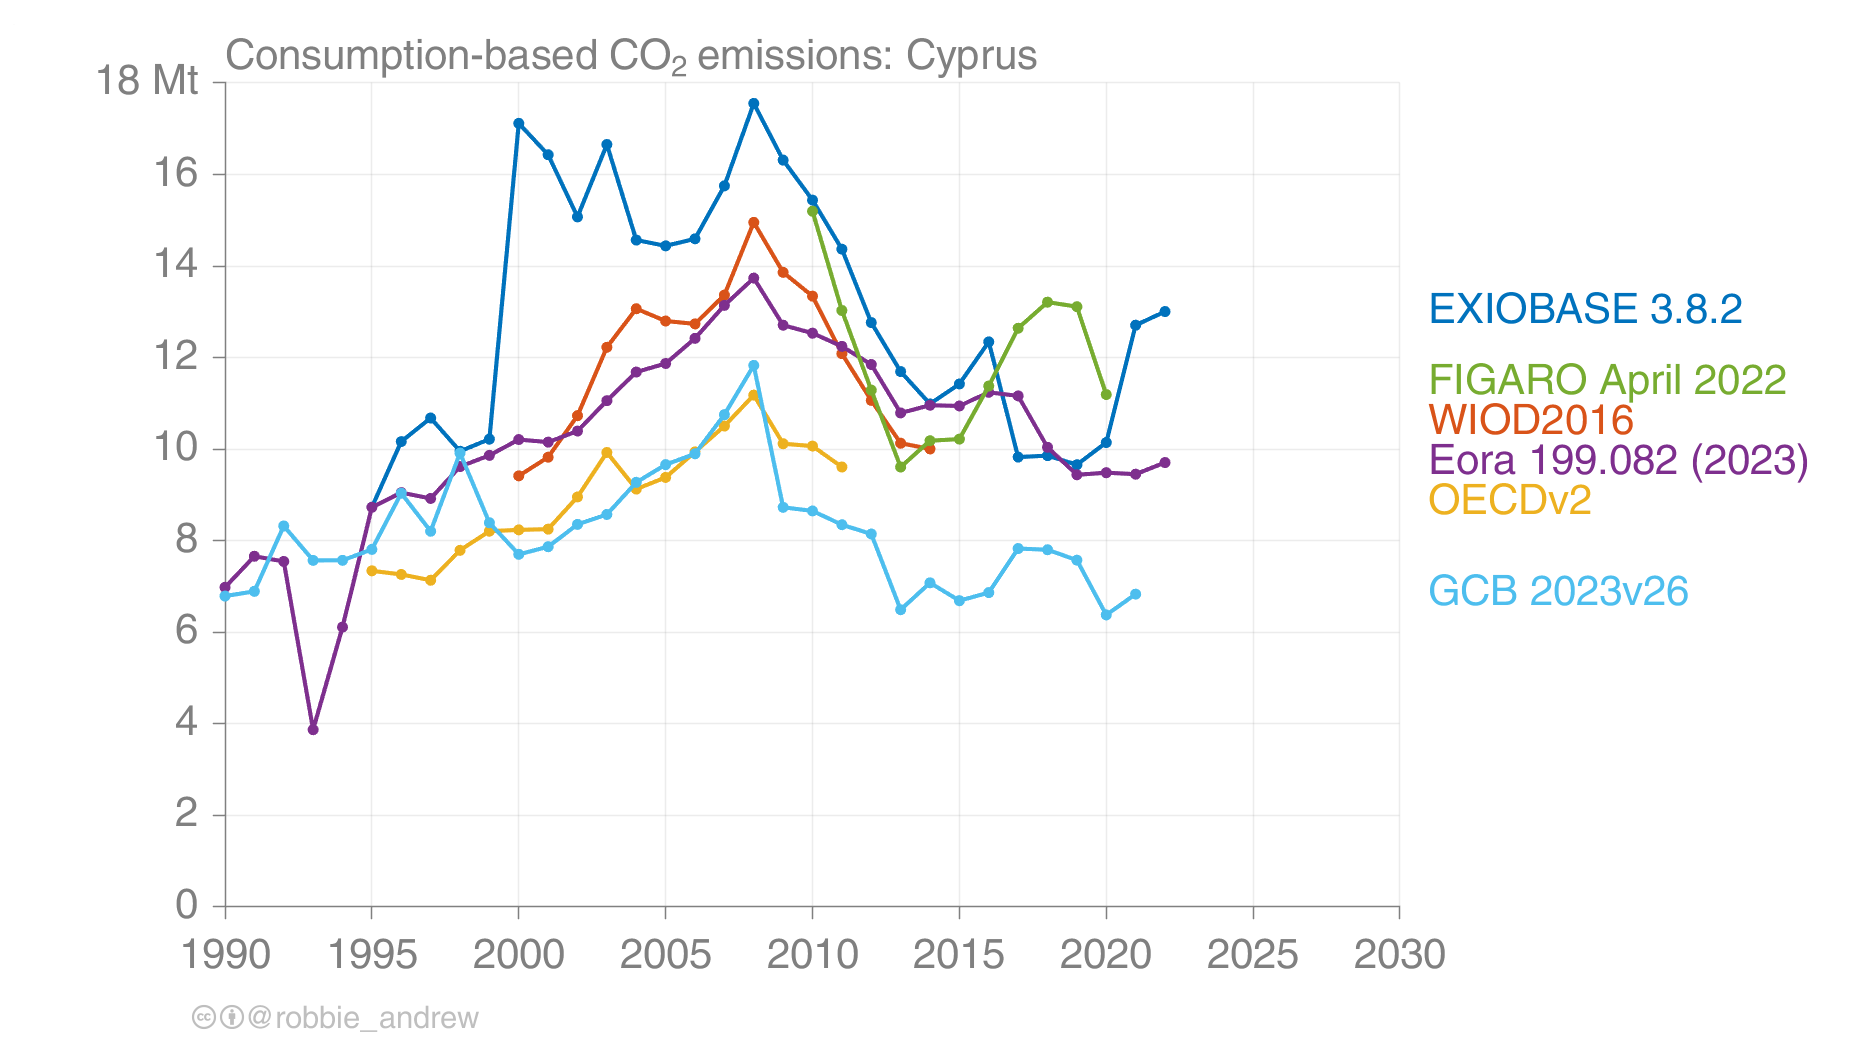 Consumption-based CO₂ emissions: Cyprus
18 Mt
16
14
12
10
8
6
4
2
0
1990 1995 2000 2005 2010 2015 2020 2025 2030
EXIOBASE 3.8.2
FIGARO April 2022
WIOD2016
Eora 199.082 (2023)
OECDv2
GCB 2023v26
cc @robbie_andrew